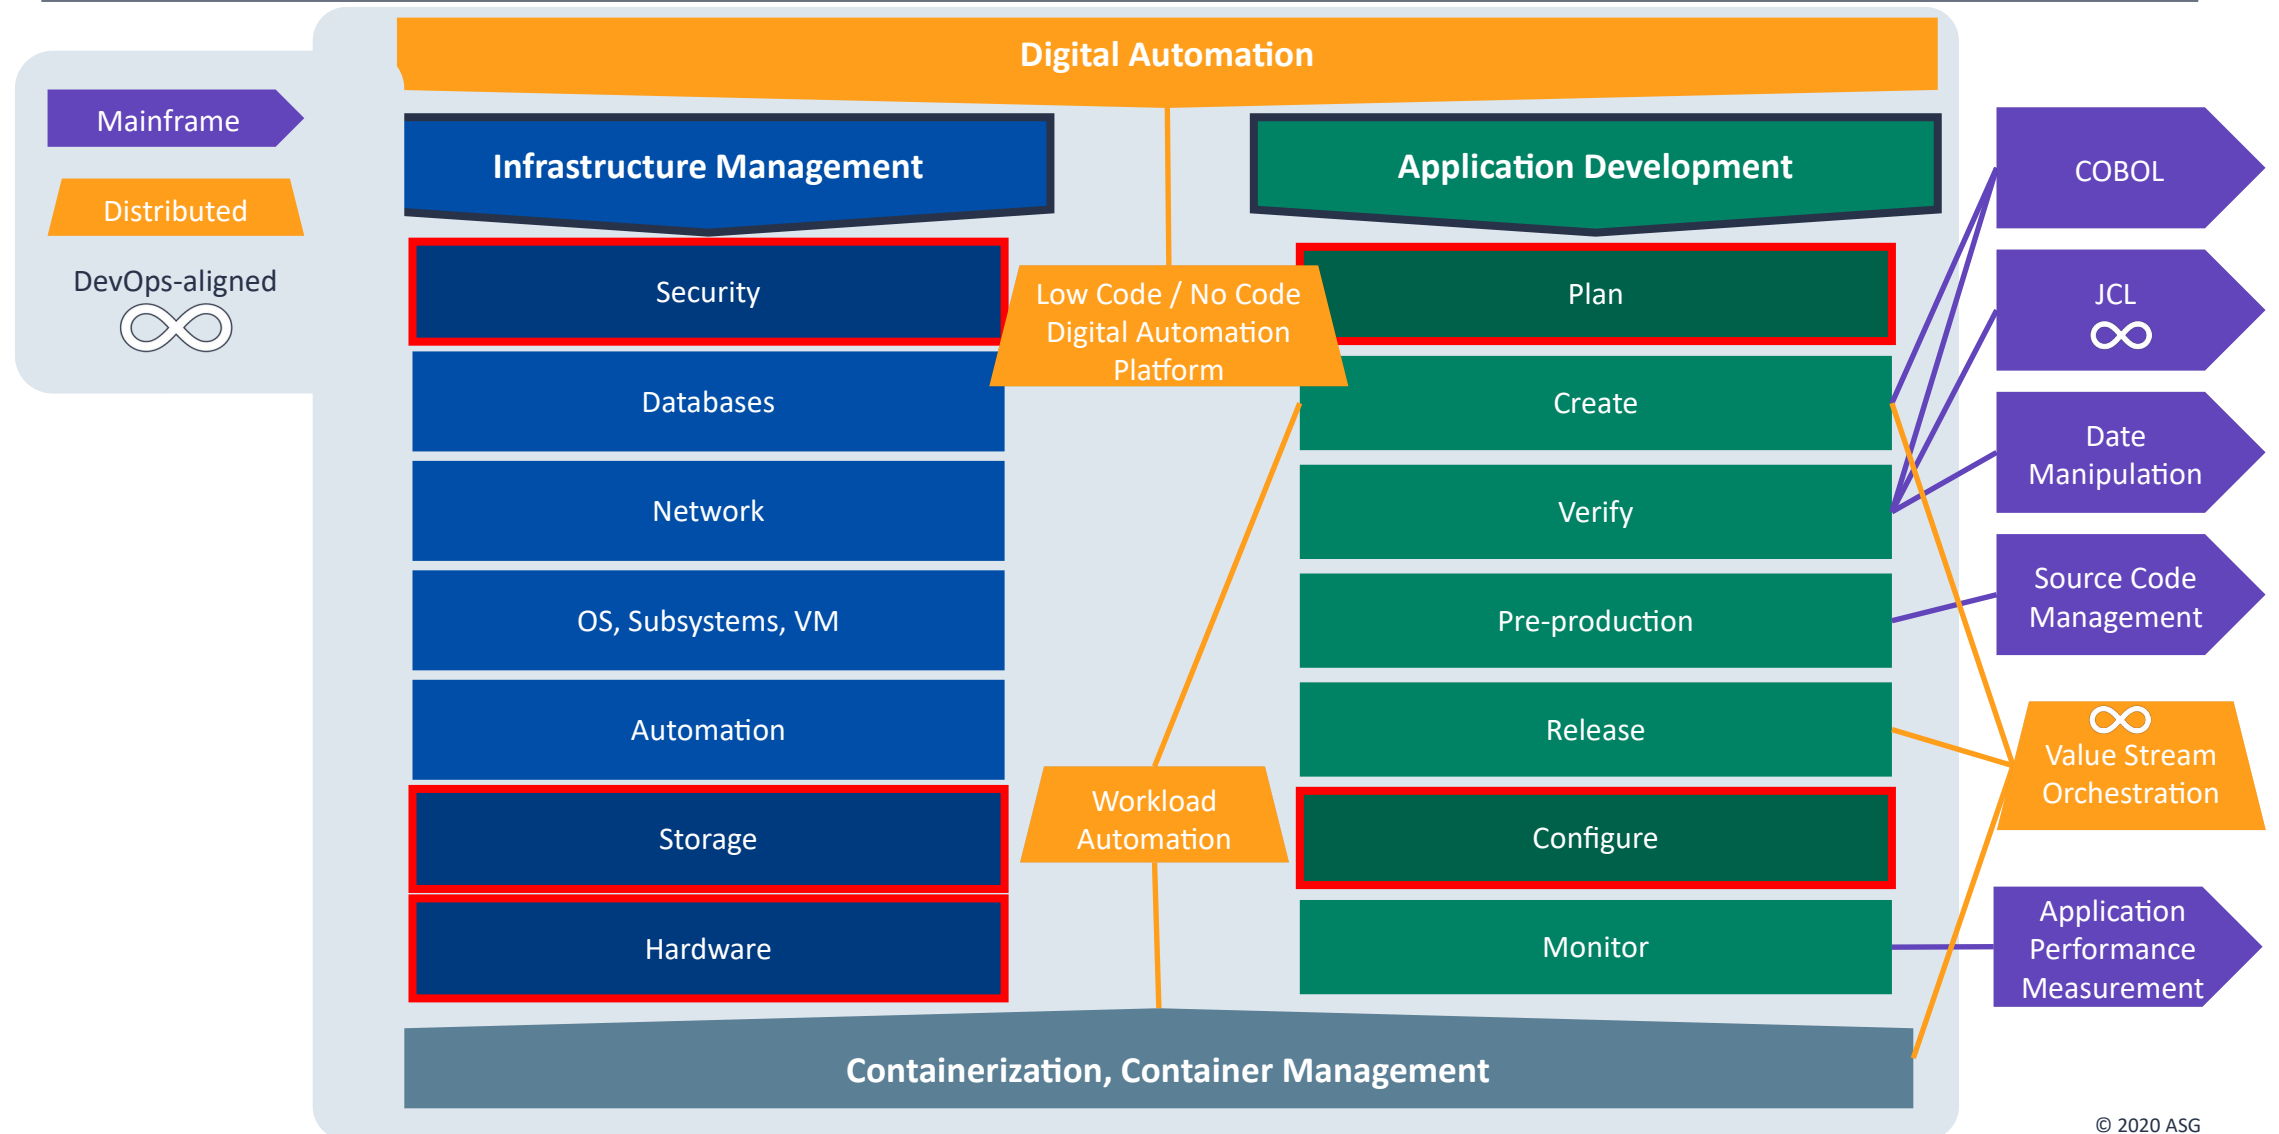 Digital Automation
Mainframe
Distributed
DevOps-aligned
Infrastructure Management
Security
Databases
Network
OS, Subsystems, VM
Automation
Storage
Hardware
Low Code / No Code
Digital Automation
Platform
Workload
Automation
Application Development
Plan
Create
Verify
Pre-production
Release
Configure
Monitor
COBOL
JCL
Date
Manipulation
Source Code
Management
Value Stream
Orchestration
Application
Performance
Measurement
Containerization, Container Management
© 2020 ASG